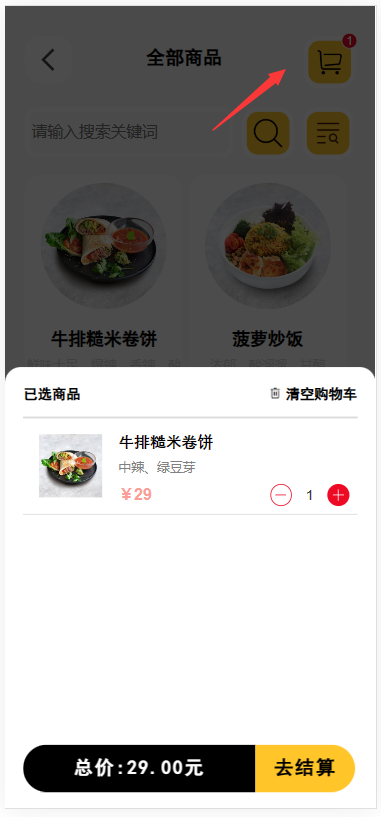 全部商品
1
请输入搜索关键词
牛排糙米卷饼
菠萝炒饭
已选商品
清空购物车
牛排糙米卷饼
中辣、绿豆芽
￥29
1
总价:29.00元
去结算